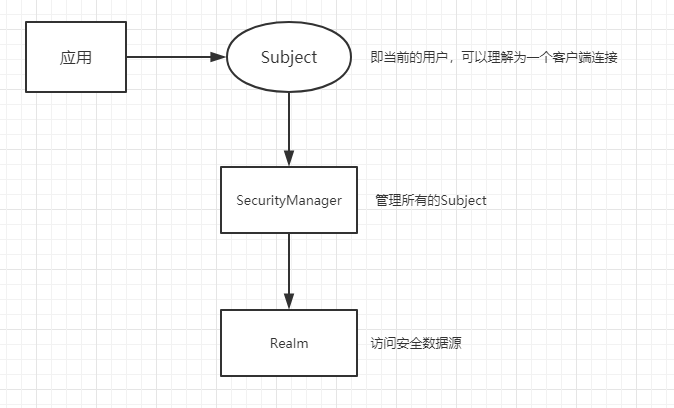 应用
Subject
即当前的用户，可以理解为一个客户端连接
SecurityManager
管理所有的Subject
Realm
访问安全数据源